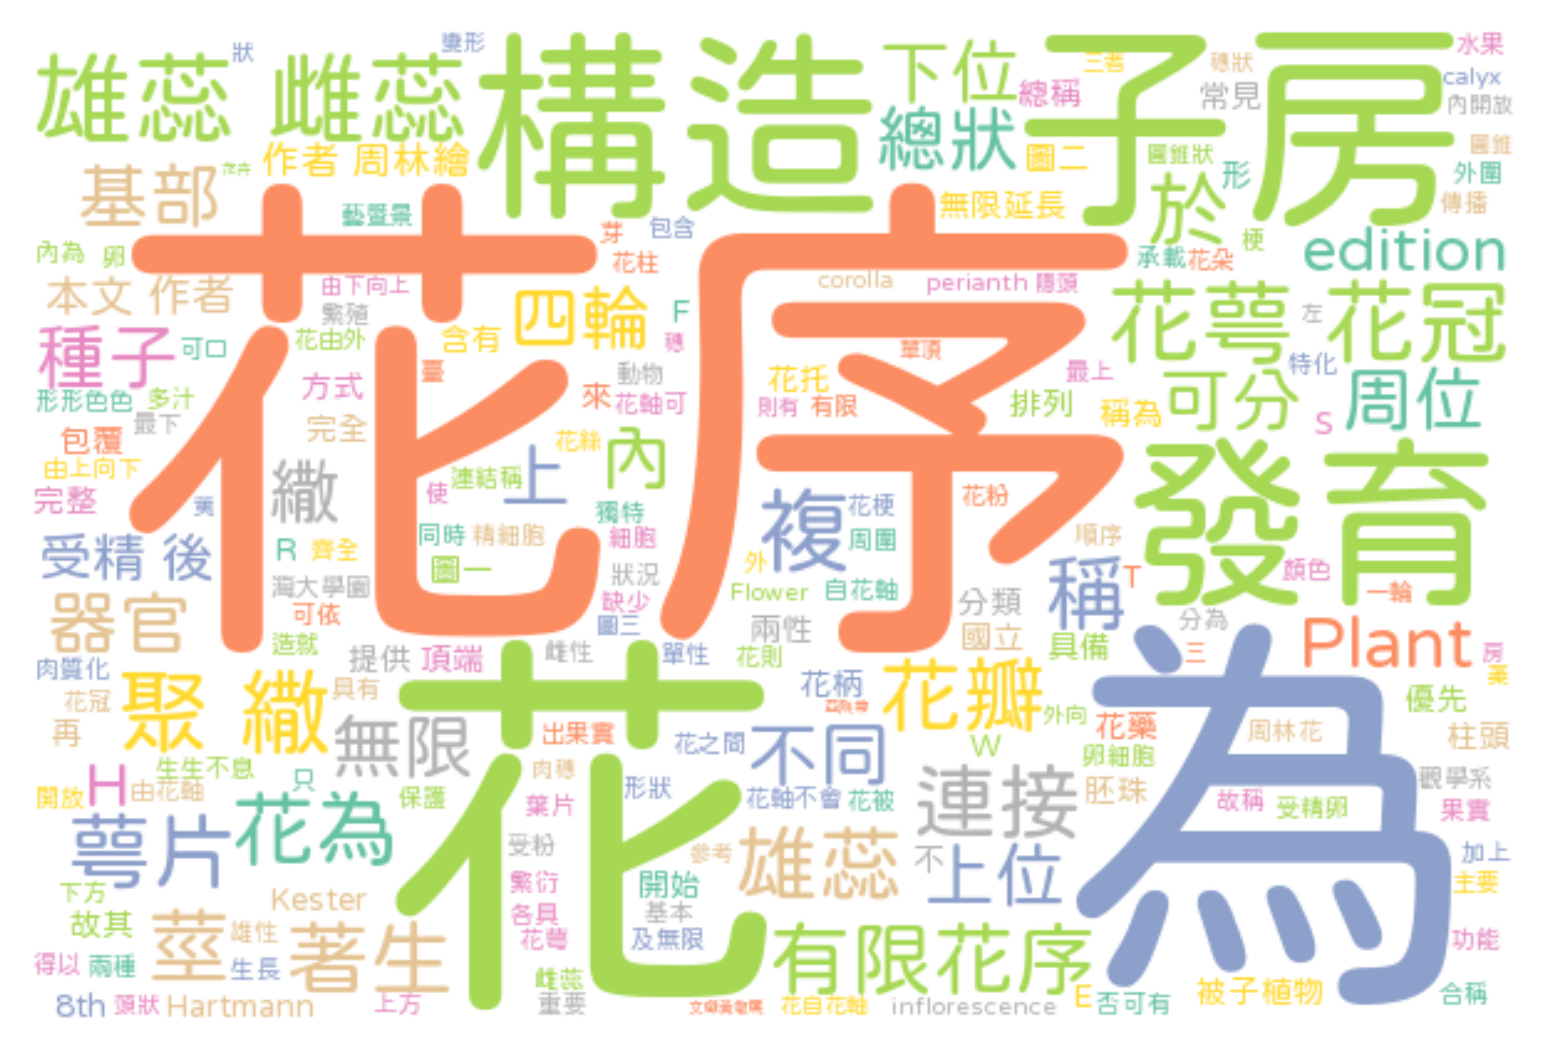 狀
變形
水果
雄蕊 雌蕊
構造
下位
三者
穗狀
子房
calyx
總稱
常見
內開放
總狀
圖二
圓錐狀
圓錐
作者 周林繪
基部
花卉
形
外圍
於
無限延長
傳播
藝暨景
包含
芽
梗
花序
edition
內為
卵
花柱
承載
花朵
本文 作者
由下向上
corolla
perianth
隱頭
花萼
花冠
繁殖
四輪
F
左
種子
可口
花由外
含有
穗
單頂
特化
臺
動物
最上
方式
來
花軸可
花托
可分
周位
形形色色
多汁
則有
有限
排列
稱為
S
最下
完全
包覆
花絲
內
由上向下
繖
連結稱
上
發育
完整
使
獨特
複
花梗
花粉
同時
精細胞
細胞
周圍
順序
受精 後
R
齊全
圖一
外
稱
T
顏色
海大學園
狀況
Flower
自花軸
一輪
器官
可依
缺少
分類
圖三
兩性
分為
造就
國立
具備
三
Plant
房
提供
頂端
雌性
單性
花則
肉質化
聚 繖
具有
花柄
花瓣
為
優先
花冠
無限
外向
花藥
周林花
柱頭
再
出果實
花之間
不同
W
卵細胞
生生不息
只
肉穗
連接
觀學系
H
由花軸
開放
保護
葉片
形狀
花軸不會
花被
胚珠
故稱
受精卵
果實
花
萼片
花為
受粉
參考
雄蕊
不
上位
加上
下方
繁衍
開始
主要
Kester
故其
各具
基本
莖
雄性
著生
花萼
及無限
有限花序
功能
得以
兩種
生長
雌蕊
被子植物
合稱
8th
頭狀
Hartmann
上方
重要
花自花軸
inflorescence
E
否可有